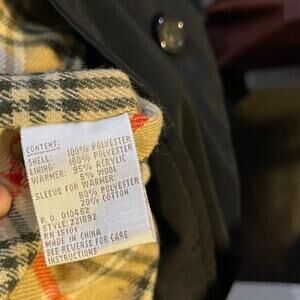 CONTENT:
SHELL: 100% POLYESTER
LINING: 100% POLYESTER
WARMER: 95% ACRYLIC
5% WOOL
SLEEVE FOR WARMER:
80% POLYESTER
20% COTTON
P.O. 010462
STYLE: 221892
RN 15101
MADE IN CHINA
SEE REVERSE FOR CARE
INSTRUCTIONS